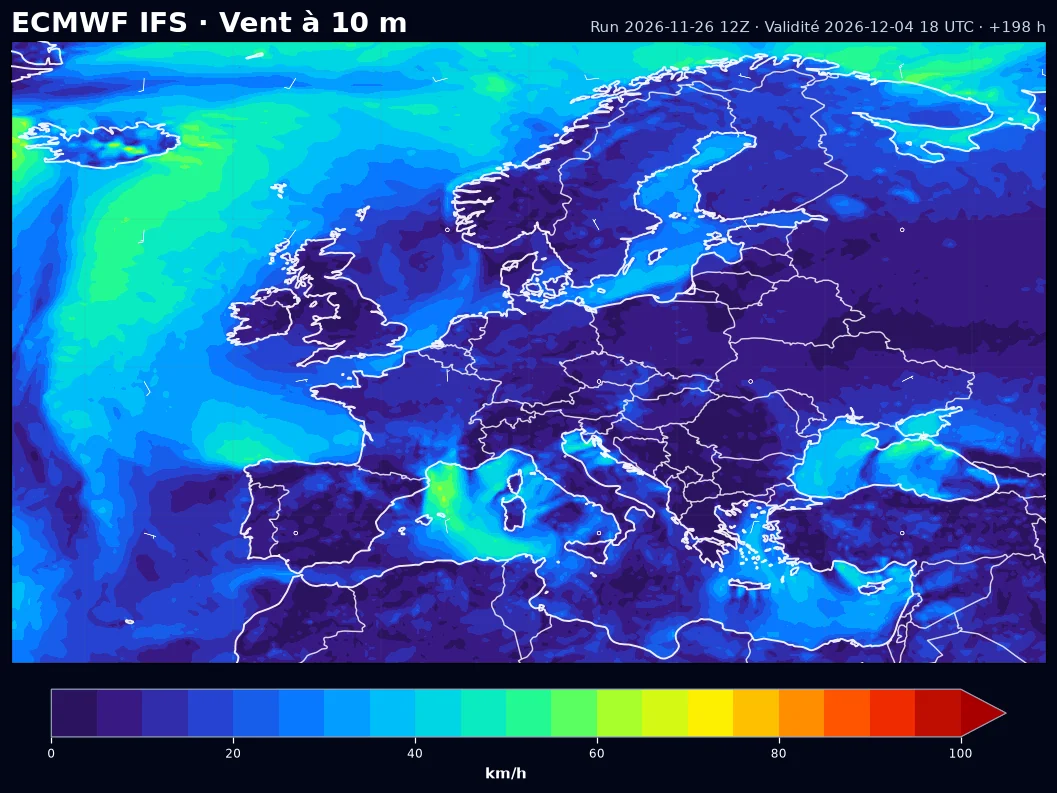 ECMWF IFS · Vent à 10 m
Run 2026-11-26 12Z · Validité 2026-12-04 18 UTC · +198 h
0 20 40 60 80 100
km/h